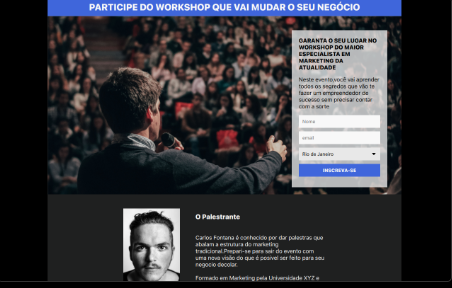 PARTICIPE DO WORKSHOP QUE VAI MUDAR O SEU NEGÓCIO
GARANTA O SEU LUGAR NO
WORKSHOP DO MAIOR
ESPECIALISTA EM
MARKETING DA
ATUALIDADE
Neste evento você vai aprender
todos os segredos que vão te
fazer um empreendedor de
sucesso sem precisar contar
com a sorte
Nome
email
Rio de Janeiro
INSCREVA-SE
O Palestrante
Carlos Fontana é conhecido por dar palestras que
abalam a estrutura do marketing
tradicional.Prepari-se para sair do evento com
uma nova visão do que é posivel ser feito para seu
negocio decolar.
Formado em Marketing pela Universidade XYZ e